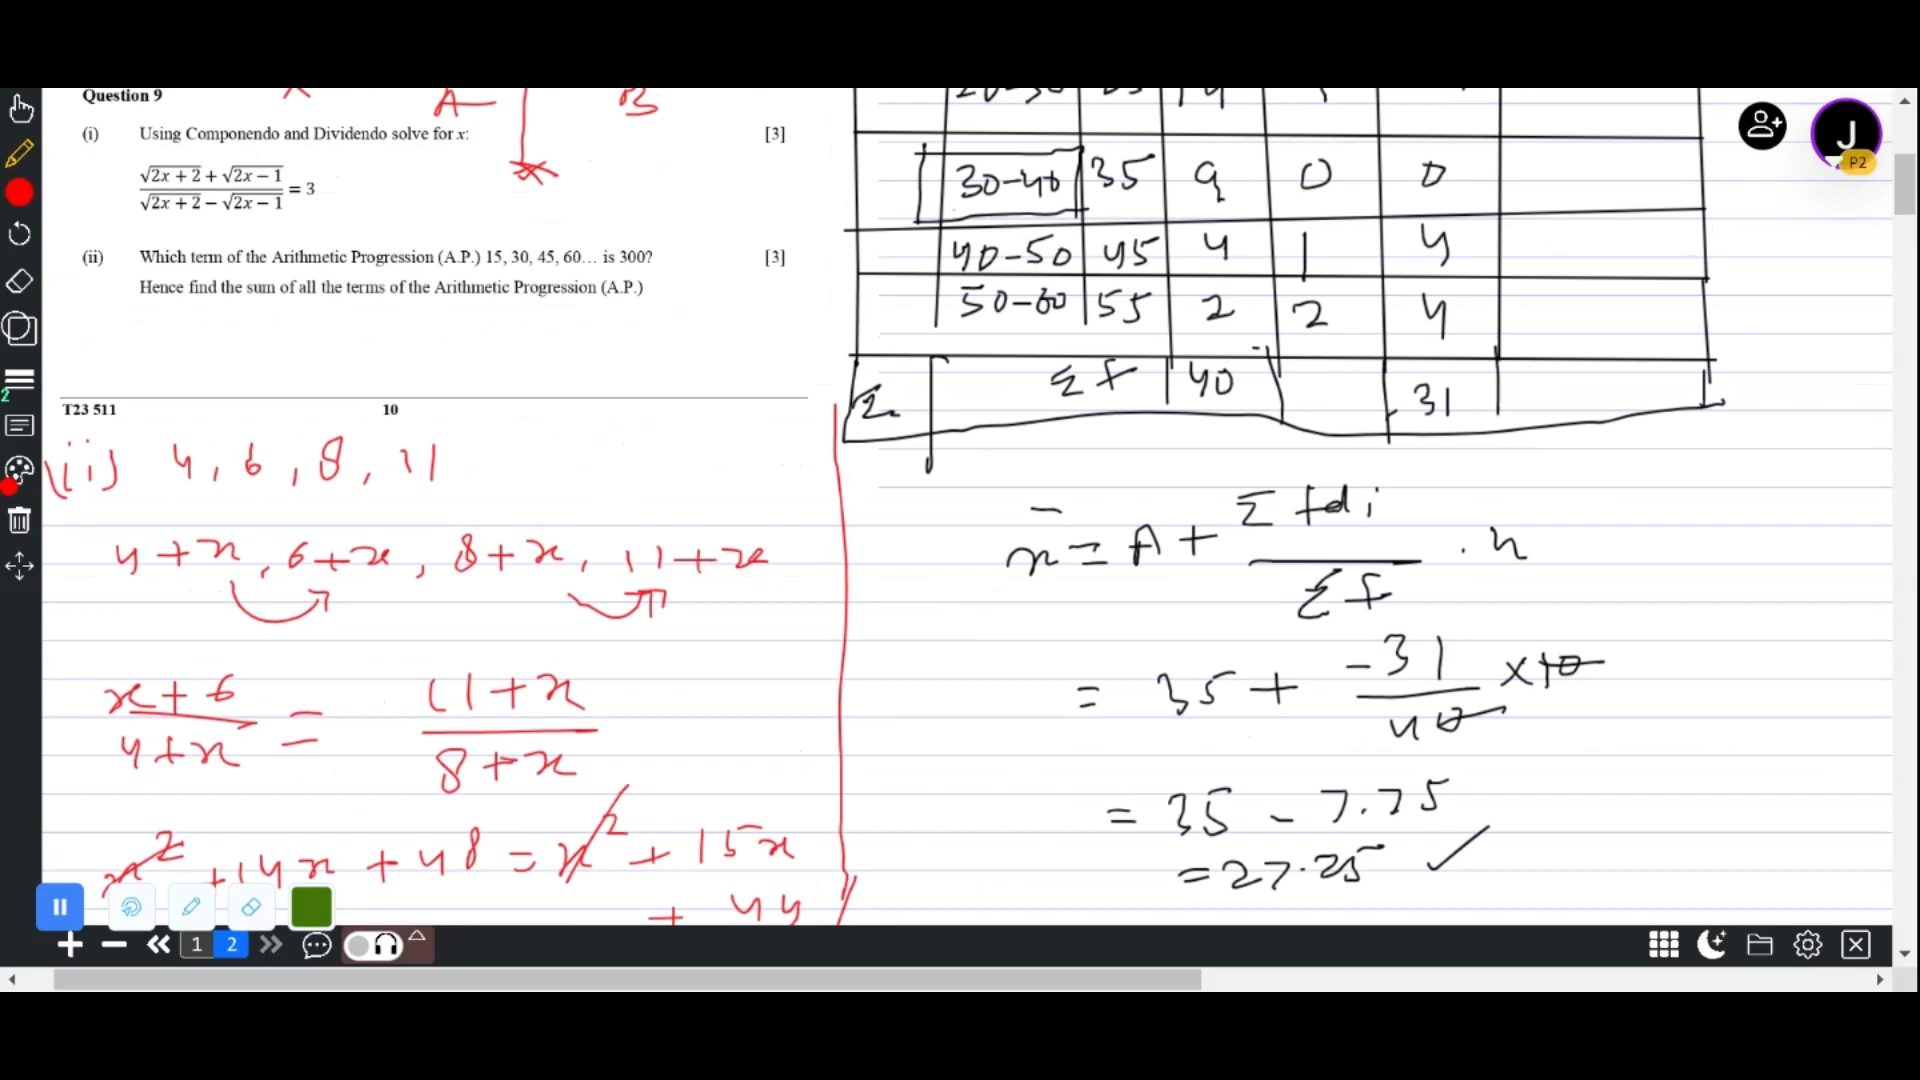 Question 9
A B
(i) Using Componendo and Dividendo solve for x: [3]
√2x + 2 + √2x − 1
√2x + 2 − √2x − 1 = 3
(ii) Which term of the Arithmetic Progression (A.P.) 15, 30, 45, 60… is 300? [3]
Hence find the sum of all the terms of the Arithmetic Progression (A.P.)
T23 511 10
(ii) 4, 6, 8, 11
4+x, 6+x, 8+x, 11+x
x+6 / 4+x = 11+x / 8+x
x² + 14x + 48 = x² + 15x
+ 44
30-40 35 9 0 0
40-50 45 4 1 4
50-60 55 2 2 4
Σ Σf 40 31
x̄ = A + Σfdi / Σf . h
= 35 + -31 / 40 ×10
= 35 - 7.75
= 27.25 ✓
J
P2
2
1 2